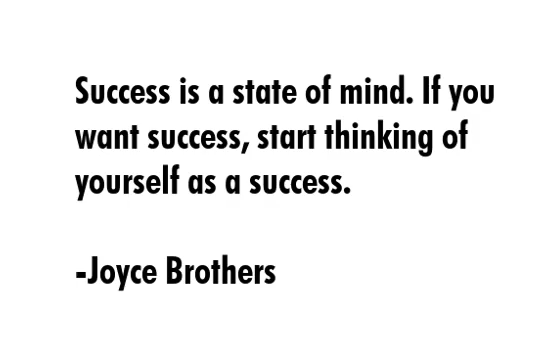 Success is a state of mind. If you
want success, start thinking of
yourself as a success.
-Joyce Brothers